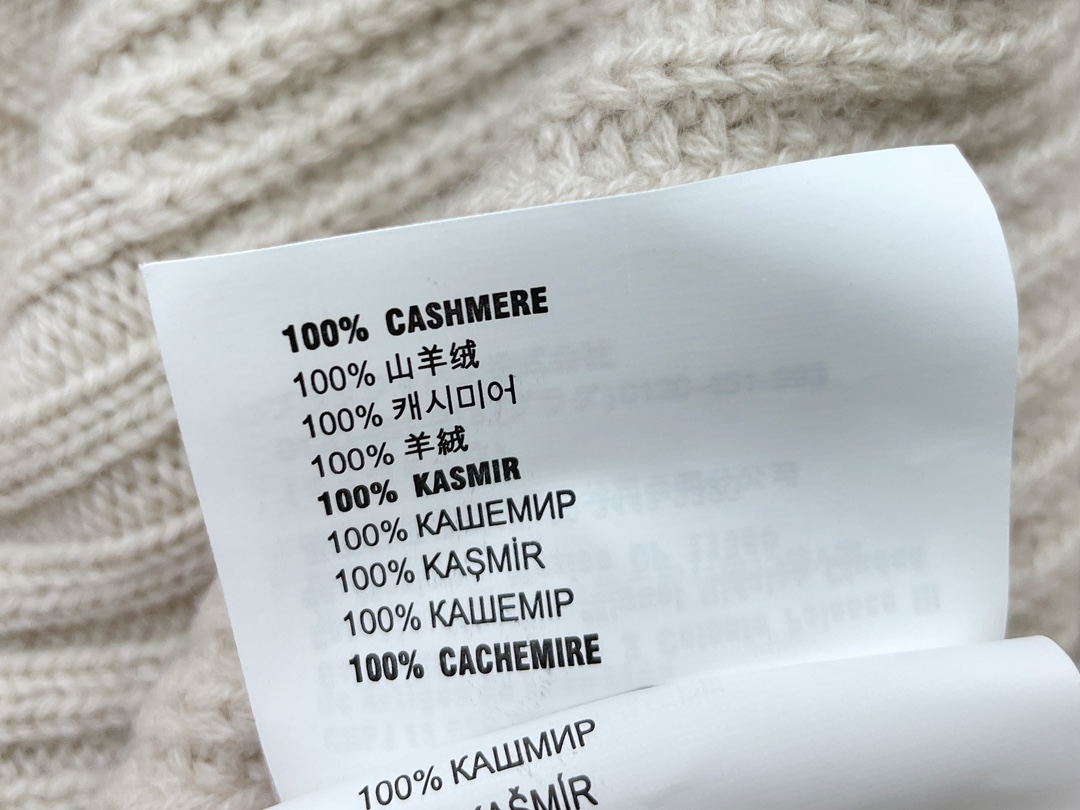 100% CASHMERE
100% 山羊绒
100% 캐시미어
100% 羊絨
100% KASMIR
100% КАШЕМИР
100% KAŞMİR
100% КАШЕМІР
100% CACHEMIRE
100% КАШМИР
KAŠMÍR